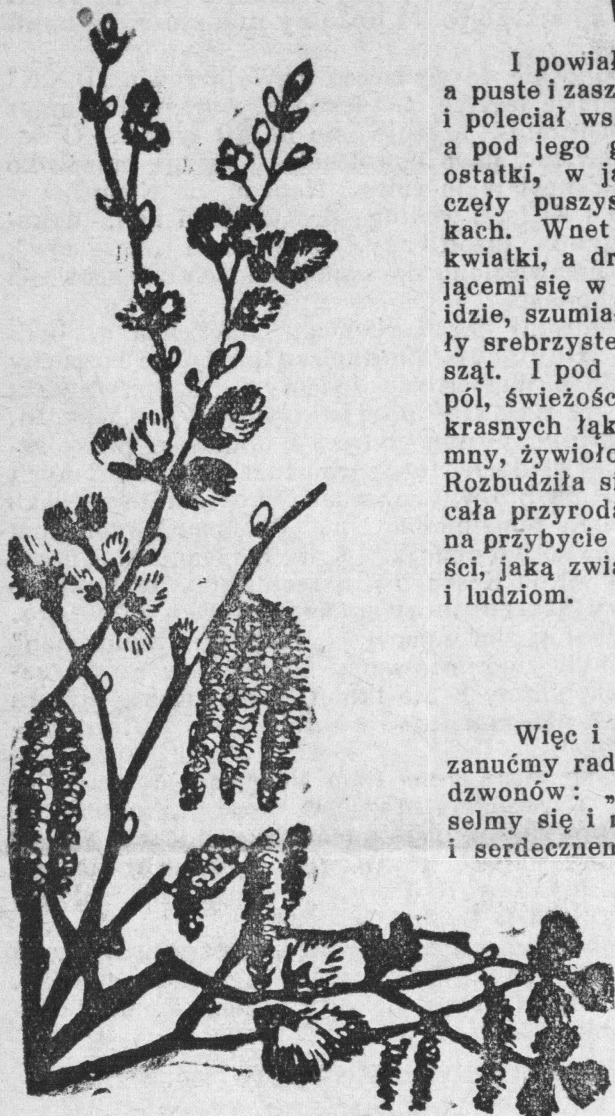 I powiał
a puste i zasz
i poleciał ws
a pod jego g
ostatki, w ja
częły puszys
kach. Wnet
kwiatki, a dr
jącemi się w
idzie, szumia
ły srebrzyste
sząt. I pod
pól, świeżośc
krasnych łąk
mny, żywioło
Rozbudziła si
cała przyroda
na przybycie
ści, jaką zwia
i ludziom.
Więc i
zanućmy rad
dzwonów: „
selmy się i r
i serdecznem